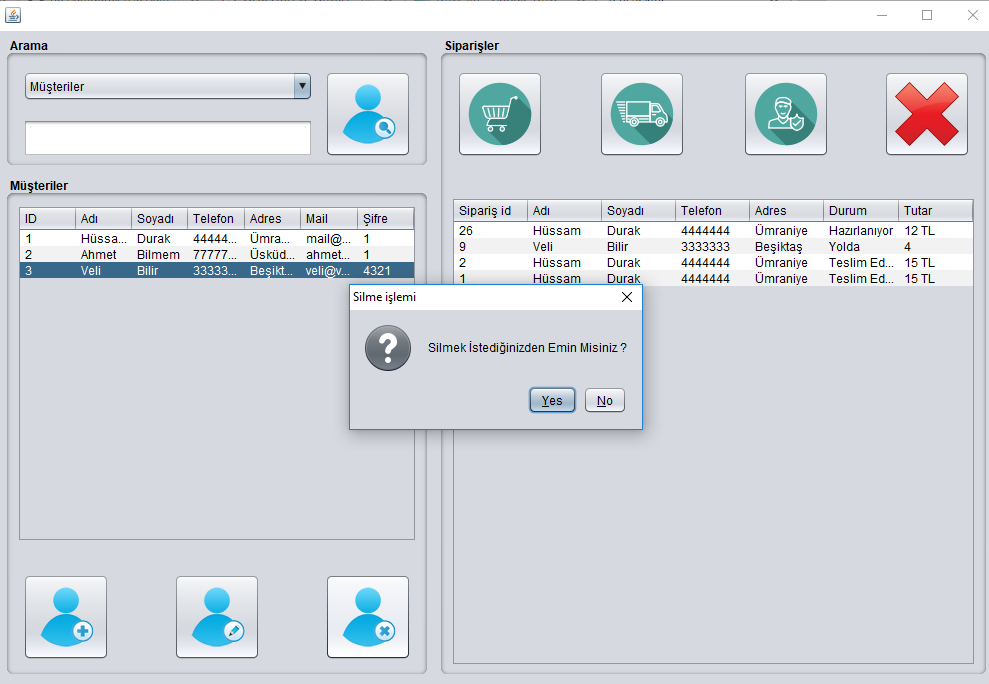 Arama
Müşteriler
Müşteriler
ID Adı Soyadı Telefon Adres Mail Şifre
1 Hüssa... Durak 44444... Ümra... mail@... 1
2 Ahmet Bilmem 77777... Üsküd... ahmet... 1
3 Veli Bilir 33333... Beşikt... veli@v... 4321
Siparişler
Sipariş id Adı Soyadı Telefon Adres Durum Tutar
26 Hüssam Durak 4444444 Ümraniye Hazırlanıyor 12 TL
9 Veli Bilir 3333333 Beşiktaş Yolda 4
2 Hüssam Durak 4444444 Ümraniye Teslim Ed... 15 TL
1 Hüssam Durak 4444444 Ümraniye Teslim Ed... 15 TL
Silme işlemi
Silmek İstediğinizden Emin Misiniz ?
Yes No